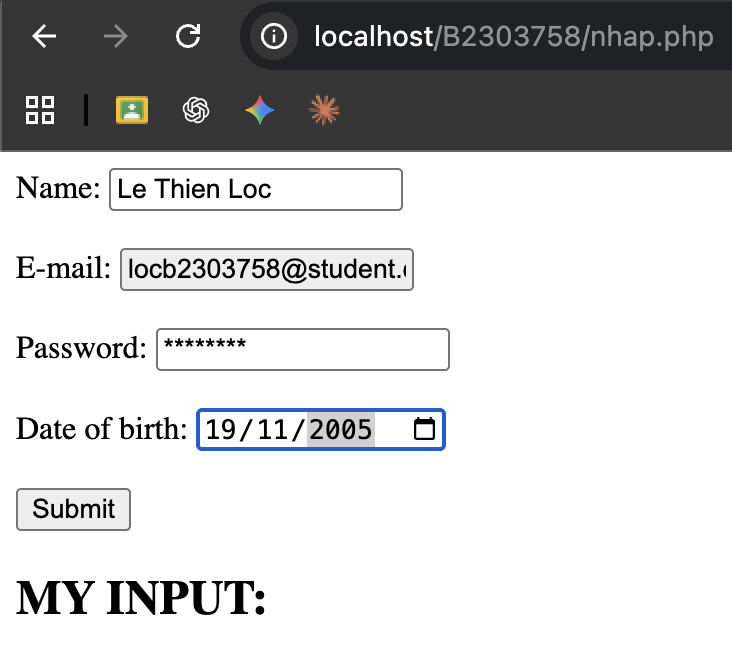 localhost/B2303758/nhap.php
Name: Le Thien Loc
E-mail: locb2303758@student.
Password: ********
Date of birth: 19/11/2005
Submit
MY INPUT: